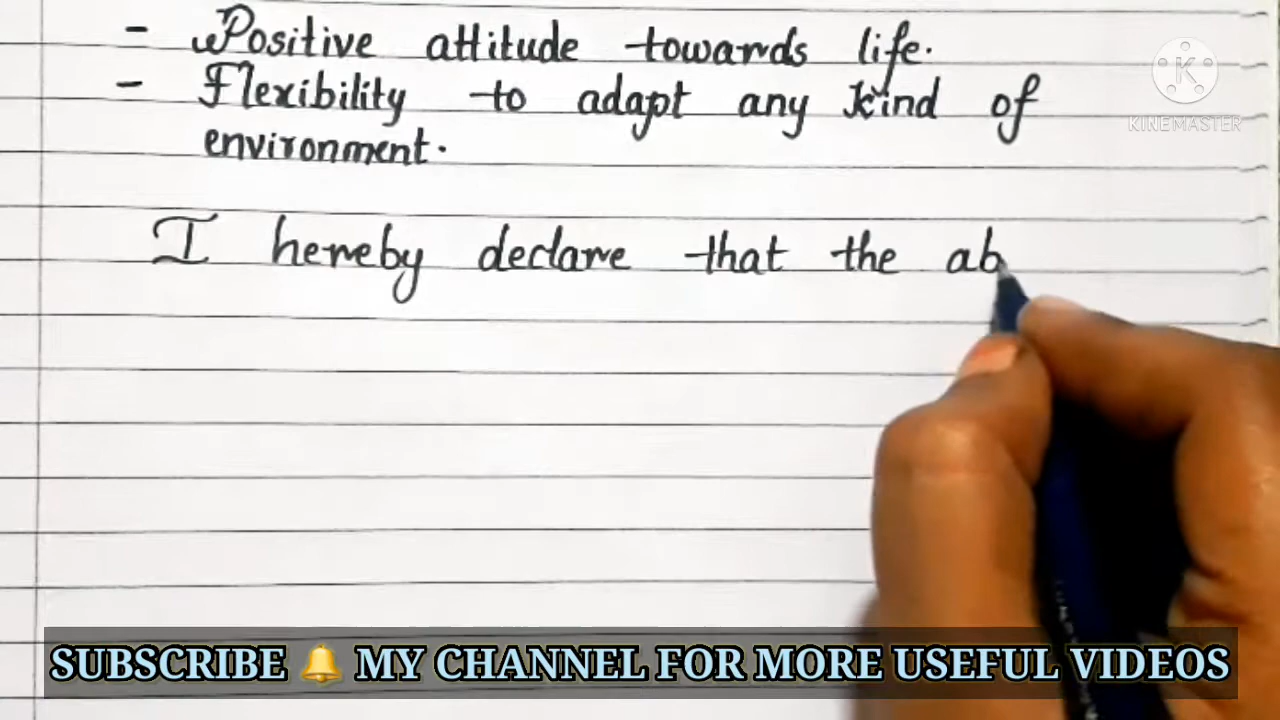 - Positive attitude towards life.
- Flexibility to adapt any kind of
environment.
I hereby declare that the ab
K
KINEMASTER
SUBSCRIBE 🔔 MY CHANNEL FOR MORE USEFUL VIDEOS